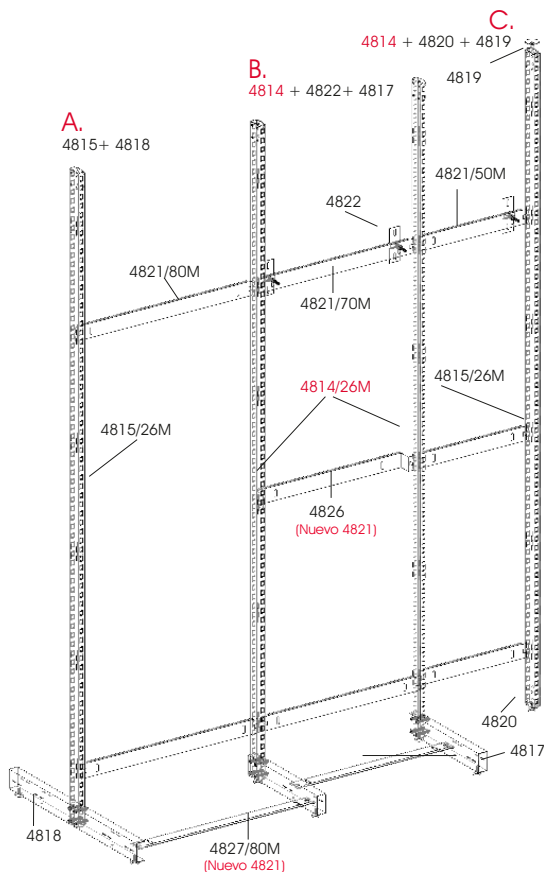 C.
4814 + 4820 + 4819
4819
B.
4814 + 4822+ 4817
A.
4815+ 4818
4821/50M
4822
4821/80M
4821/70M
4814/26M
4815/26M
4815/26M
4826
(Nuevo 4821)
4820
4817
4818
4827/80M
(Nuevo 4821)